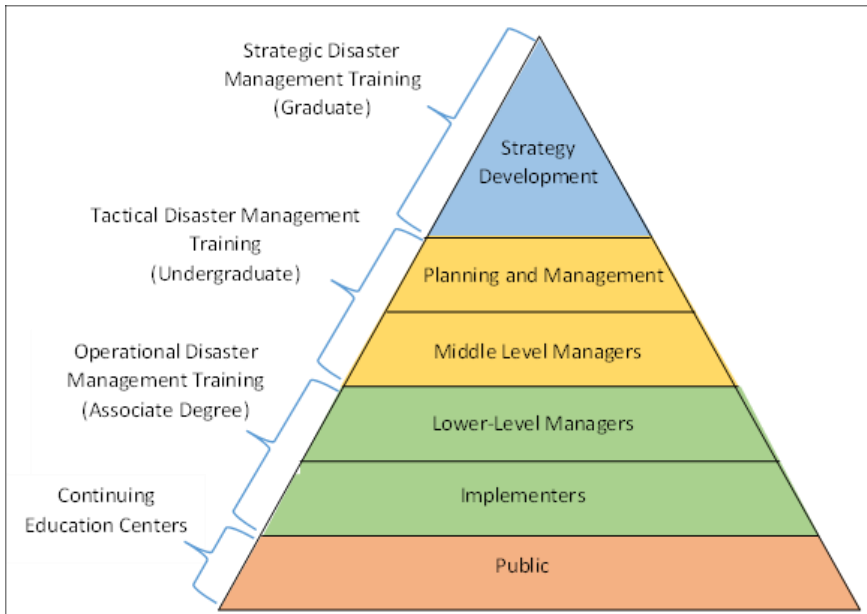 Strategic Disaster
Management Training
(Graduate)
Strategy
Development
Tactical Disaster Management
Training
(Undergraduate)
Planning and Management
Middle Level Managers
Operational Disaster
Management Training
(Associate Degree)
Lower-Level Managers
Implementers
Continuing
Education Centers
Public